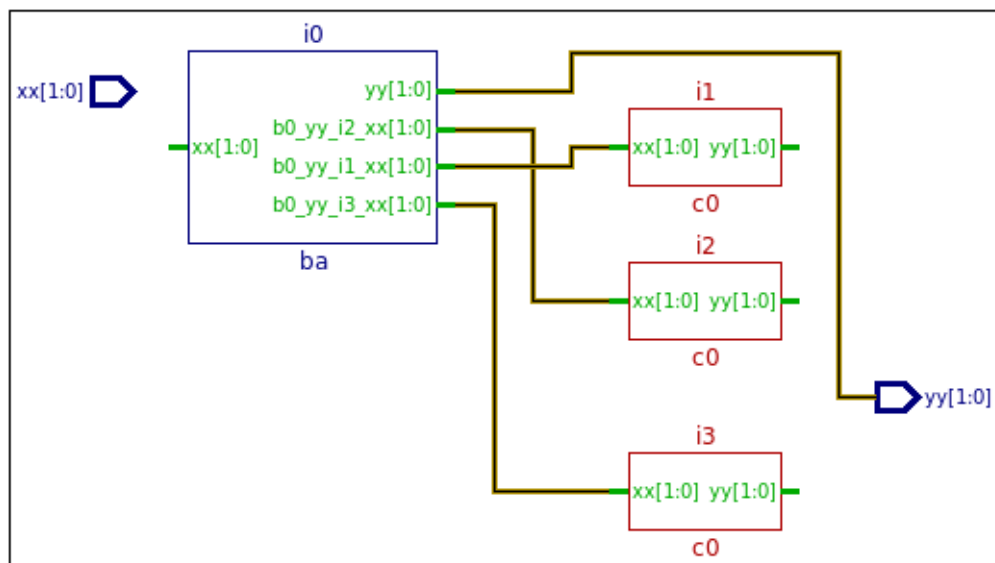 i0
xx[1:0]
yy[1:0]
i1
b0_yy_i2_xx[1:0]
xx[1:0]
b0_yy_i1_xx[1:0]
xx[1:0] yy[1:0]
b0_yy_i3_xx[1:0]
c0
i2
ba
xx[1:0] yy[1:0]
c0
yy[1:0]
i3
xx[1:0] yy[1:0]
c0